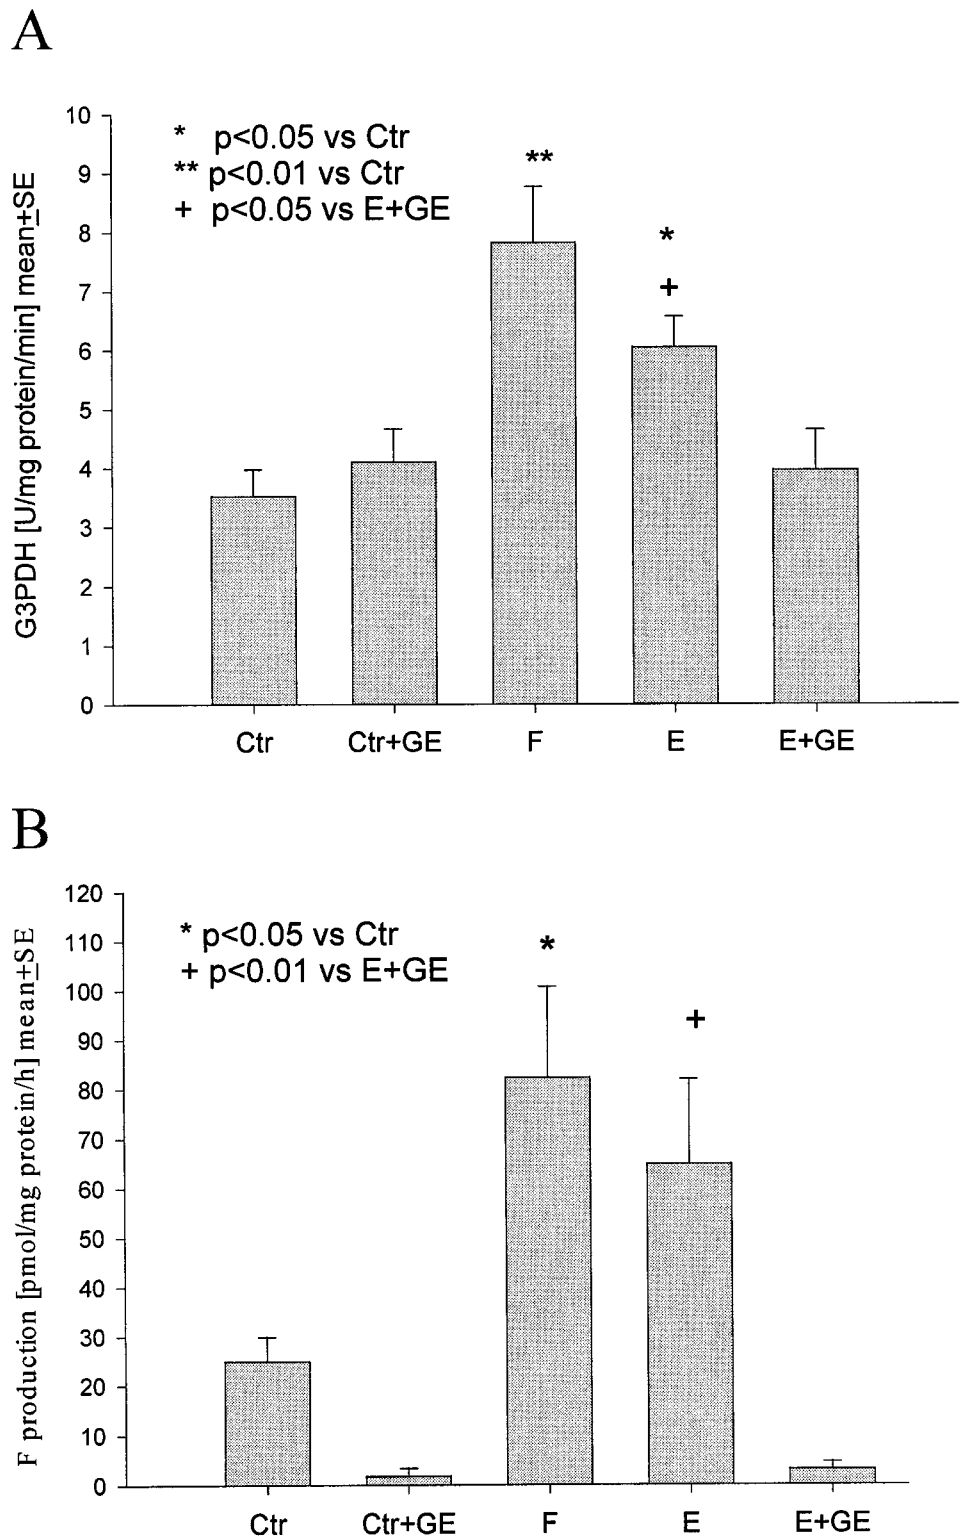 A
10
9
8
7
6
5
4
3
2
1
0
G3PDH [U/mg protein/min] mean±SE
* p<0.05 vs Ctr
** p<0.01 vs Ctr
+ p<0.05 vs E+GE
**
*
+
Ctr Ctr+GE F E E+GE
B
120
110
100
90
80
70
60
50
40
30
20
10
0
F production [pmol/mg protein/h] mean±SE
* p<0.05 vs Ctr
+ p<0.01 vs E+GE
*
+
Ctr Ctr+GE F E E+GE